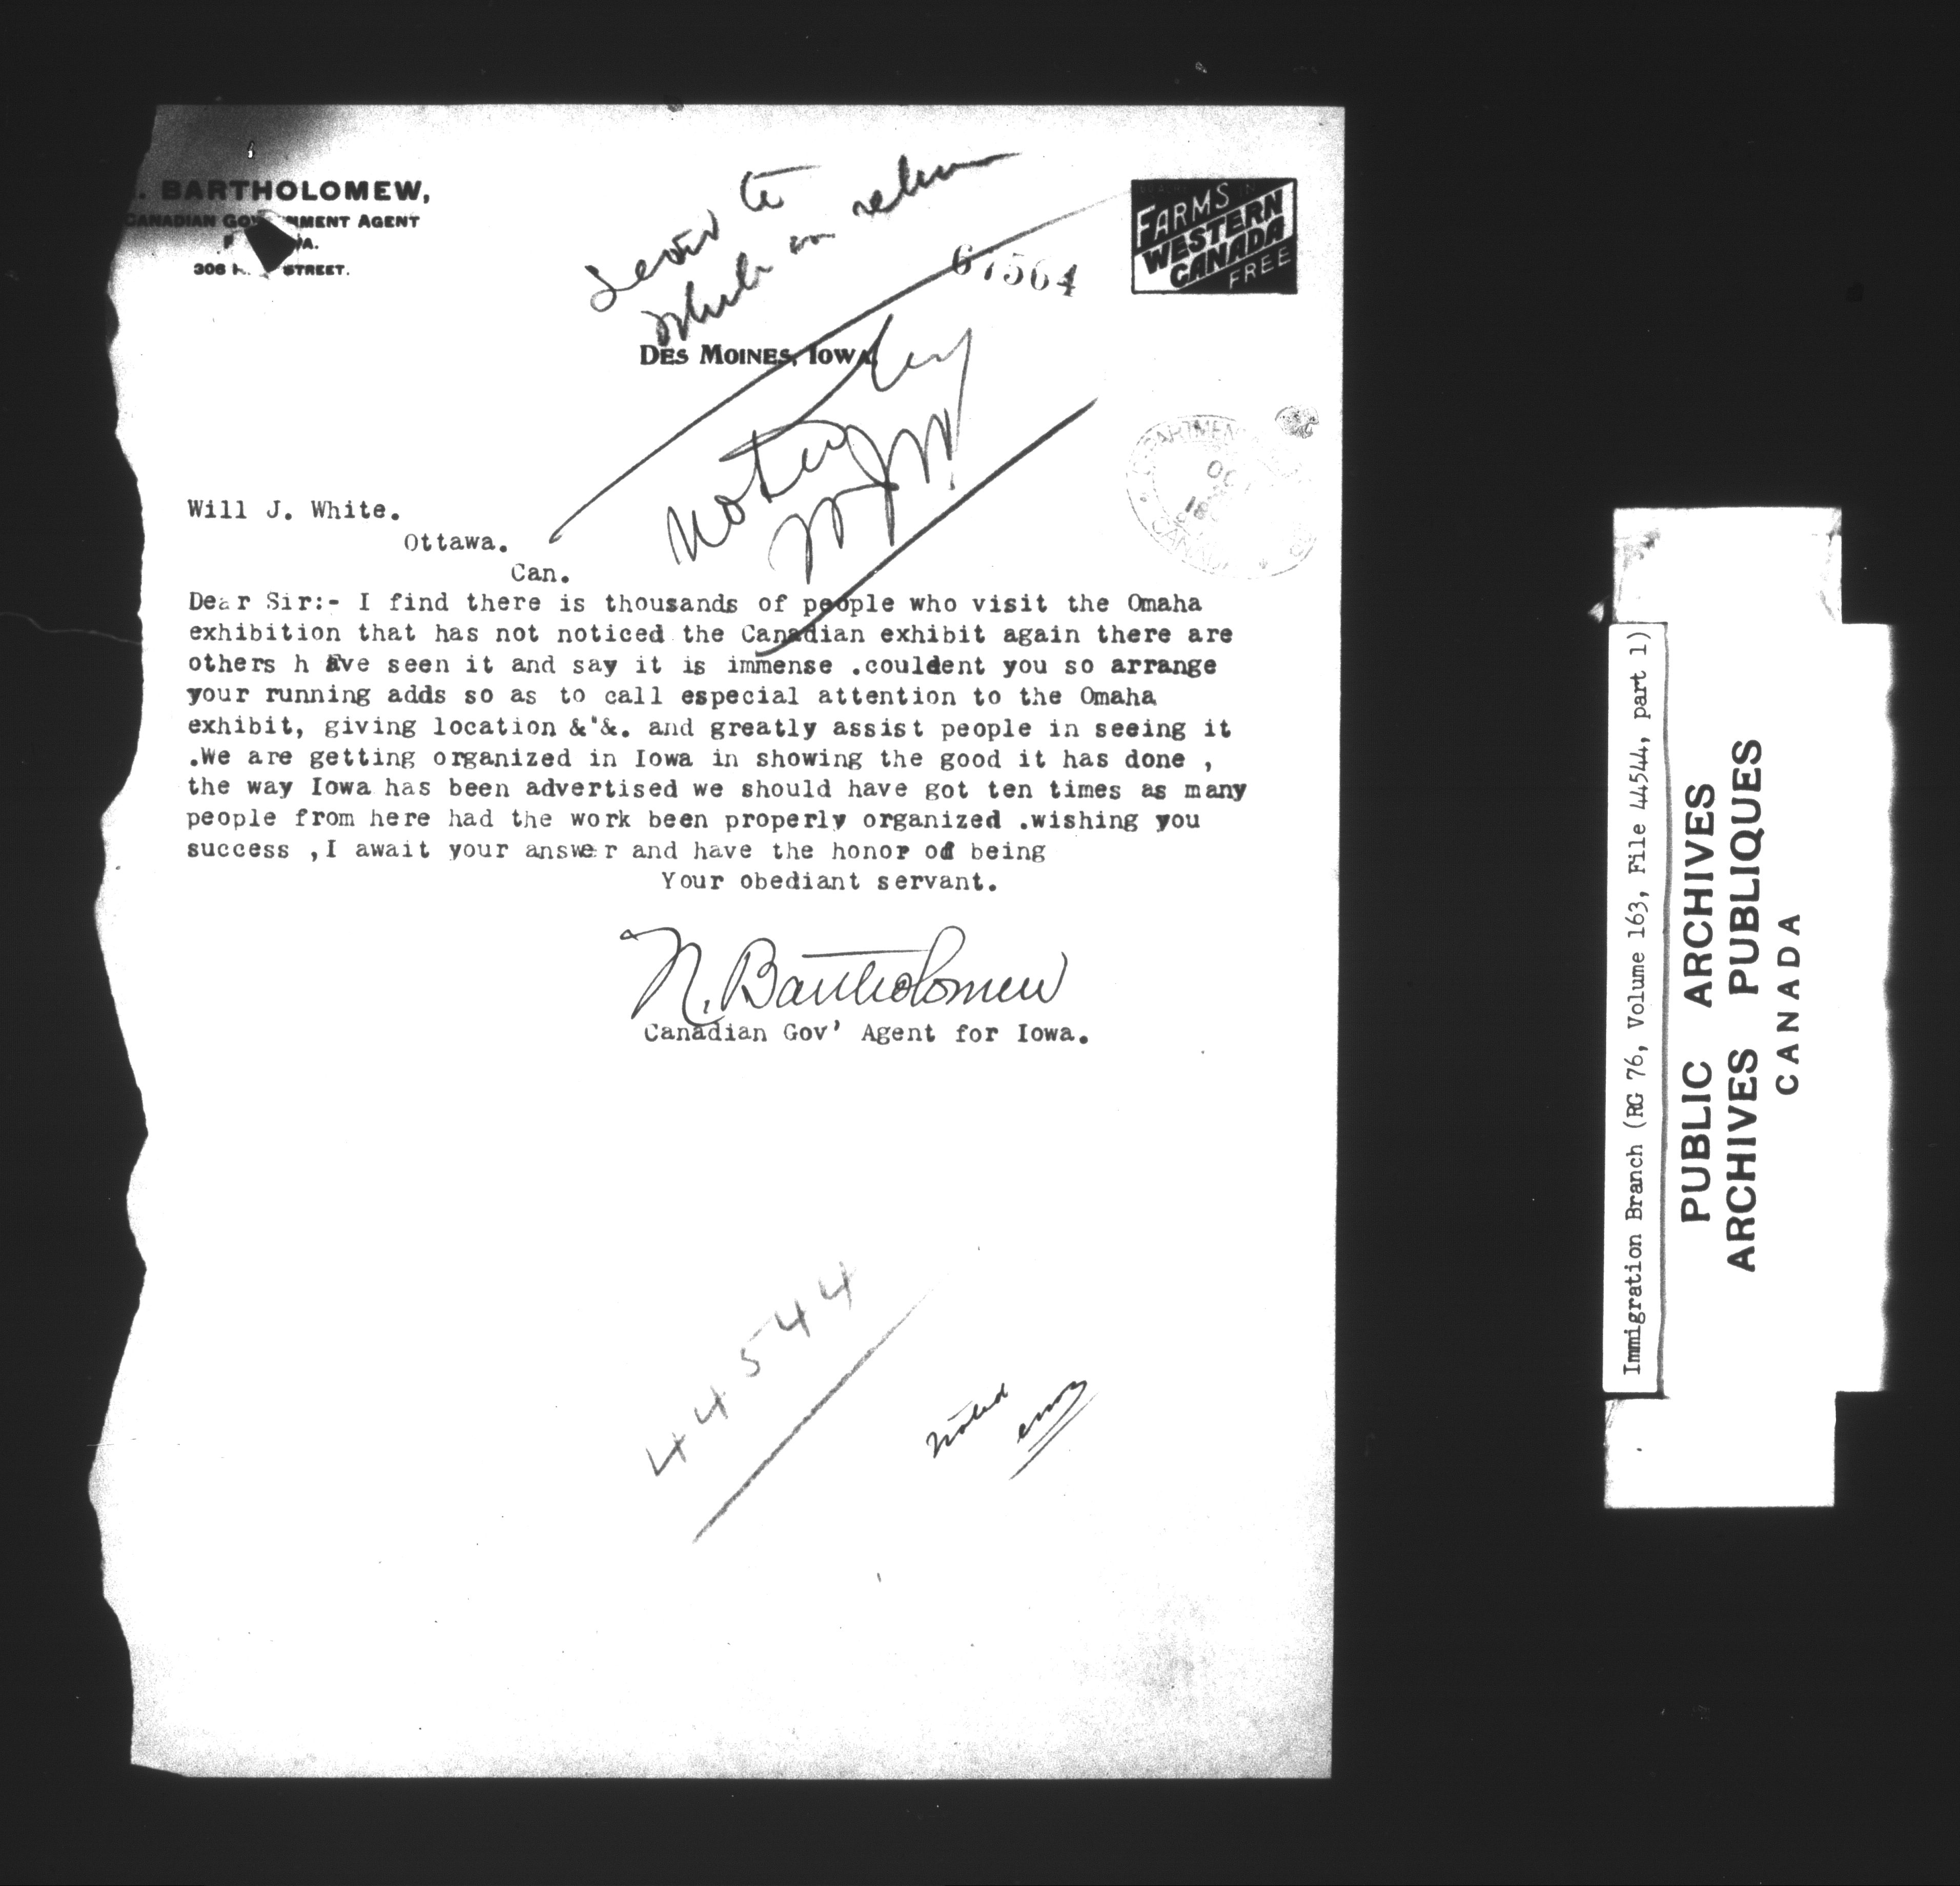 . BARTHOLOMEW,
CANADIAN GOV NMENT AGENT
306 STREET.
FARMS IN
WESTERN
CANADA
FREE
67564
DES MOINES, IOWA
Will J. White.
Ottawa.
Can.
Dear Sir:- I find there is thousands of people who visit the Omaha
exhibition that has not noticed the Canadian exhibit again there are
others h ave seen it and say it is immense .couldent you so arrange
your running adds so as to call especial attention to the Omaha
exhibit, giving location &"&. and greatly assist people in seeing it
.We are getting organized in Iowa in showing the good it has done ,
the way Iowa has been advertised we should have got ten times as many
people from here had the work been properly organized .wishing you
success ,I await your answer and have the honor of being
Your obediant servant.
N. Bartholomew
Canadian Gov' Agent for Iowa.
44544
Noted
Immigration Branch (RG 76, Volume 163, File 44544, part 1)
PUBLIC ARCHIVES
ARCHIVES PUBLIQUES
CANADA